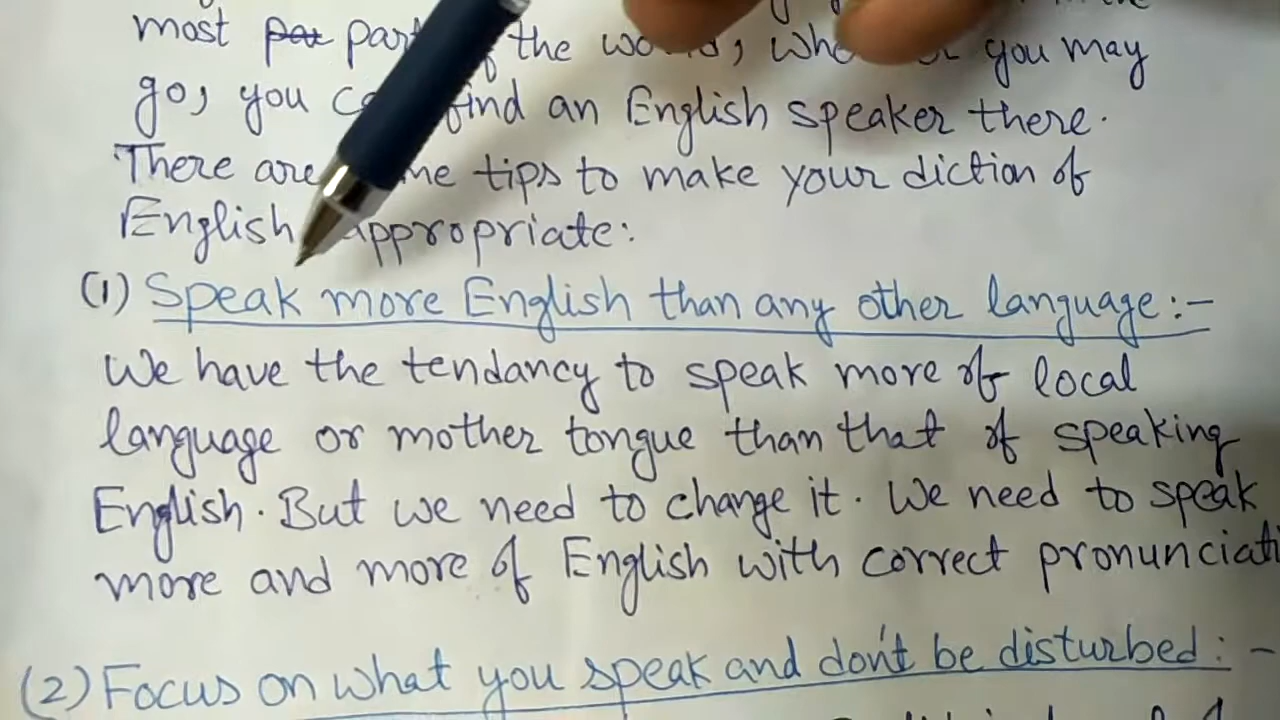 most par the you may
go, you find an English speaker there.
There are tips to make your diction of
English appropriate:
(1) Speak more English than any other language:-
We have the tendancy to speak more of local
language or mother tongue than that of speaking
English. But we need to change it. We need to speak
more and more of English with correct pronunciati
(2) Focus on what you speak and don't be disturbed:-